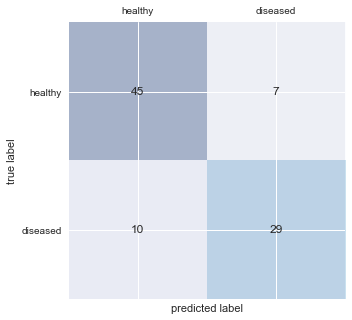 healthy diseased
healthy 45 7
true label
diseased 10 29
predicted label